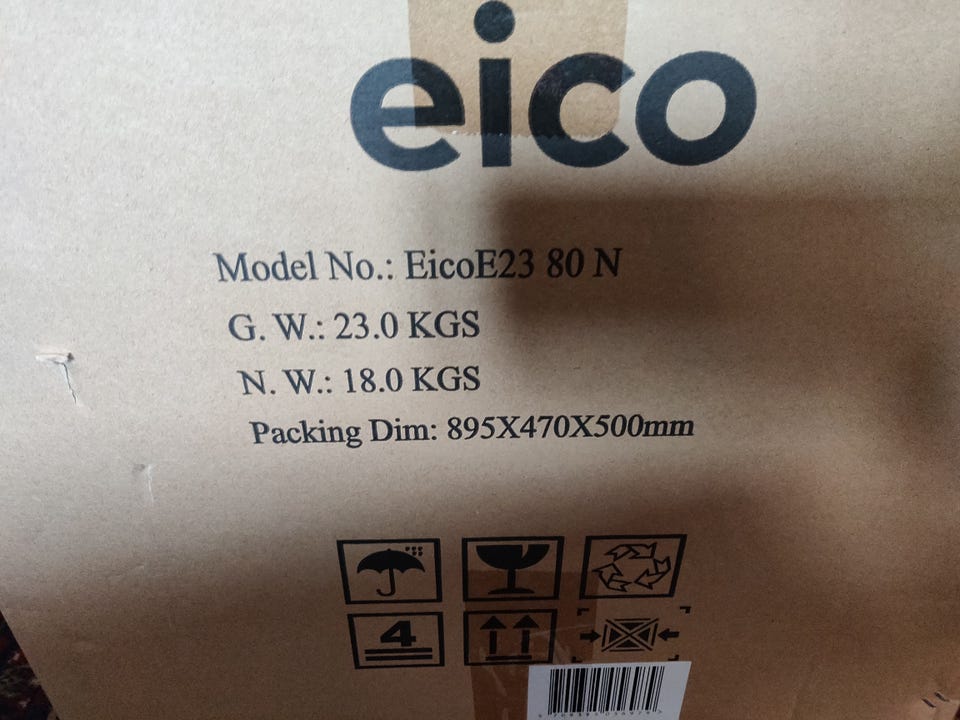 eico
Model No.: EicoE23 80 N
G. W.: 23.0 KGS
N. W.: 18.0 KGS
Packing Dim: 895X470X500mm
4